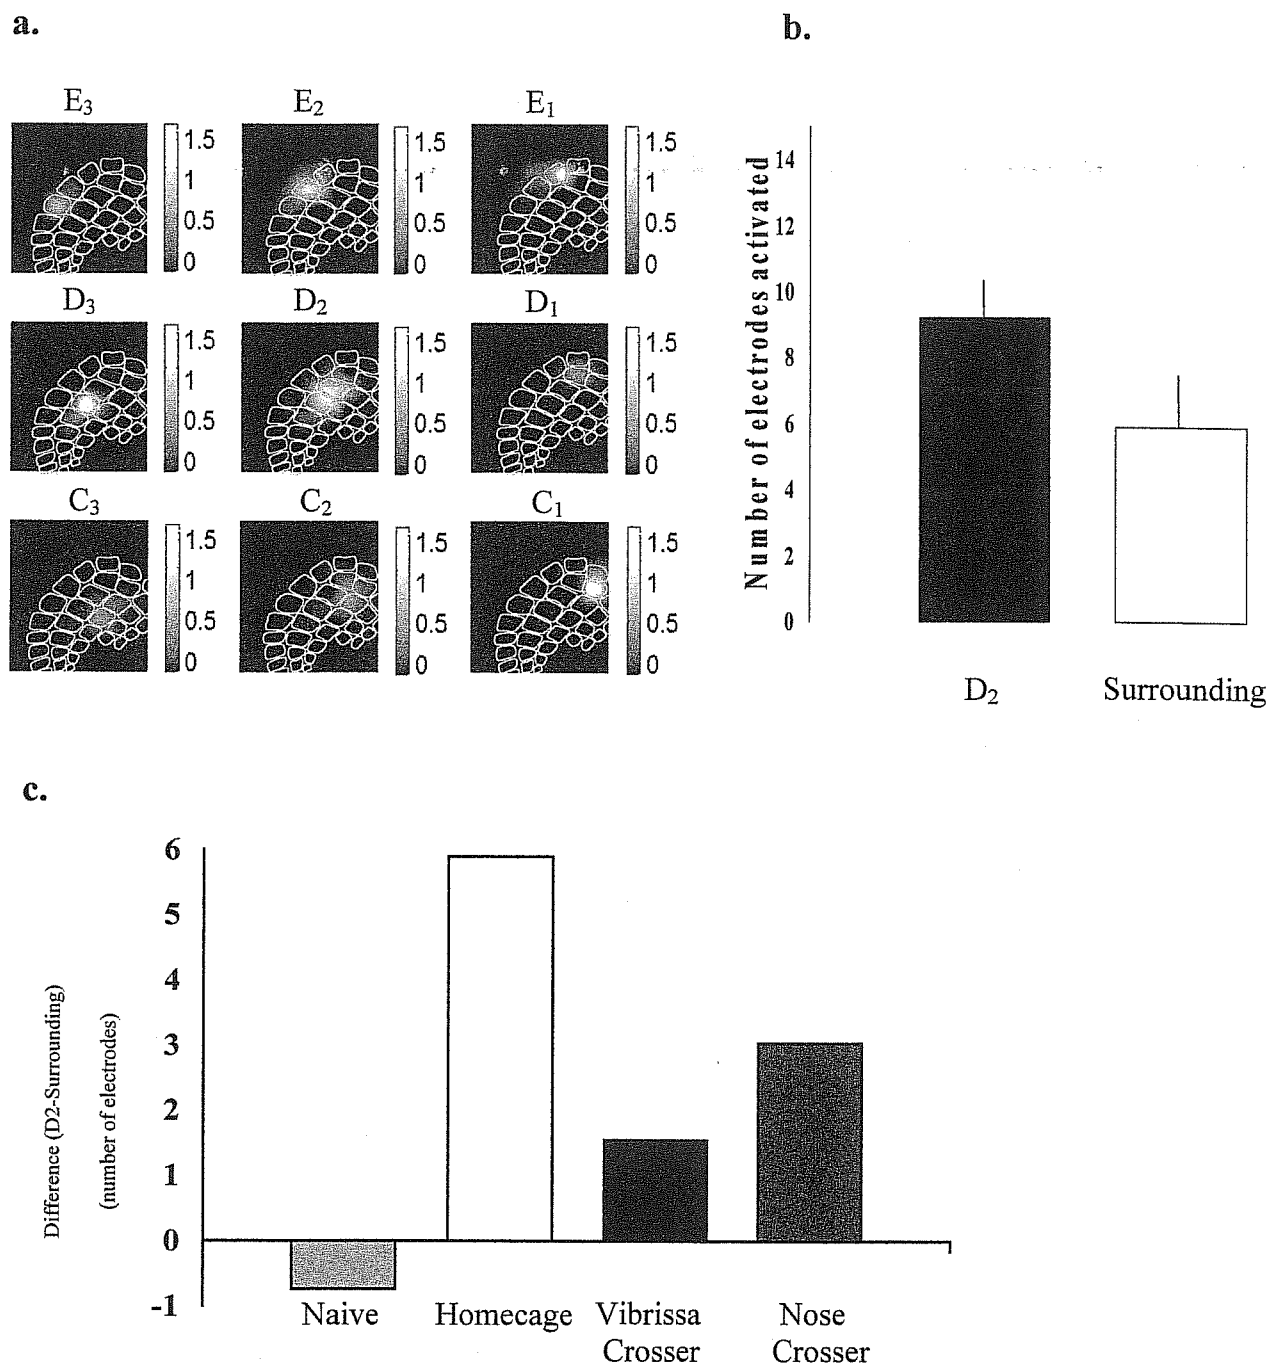 a.
b.
E₃ E₂ E₁
1.5 1.5 1.5
1 1 1
0.5 0.5 0.5
0 0 0
D₃ D₂ D₁
1.5 1.5 1.5
1 1 1
0.5 0.5 0.5
0 0 0
C₃ C₂ C₁
1.5 1.5 1.5
1 1 1
0.5 0.5 0.5
0 0 0
Number of electrodes activated
14
12
10
8
6
4
2
0
D₂ Surrounding
c.
Difference (D2-Surrounding)
(number of electrodes)
6
5
4
3
2
1
0
-1
Naive Homecage Vibrissa Nose
Crosser Crosser